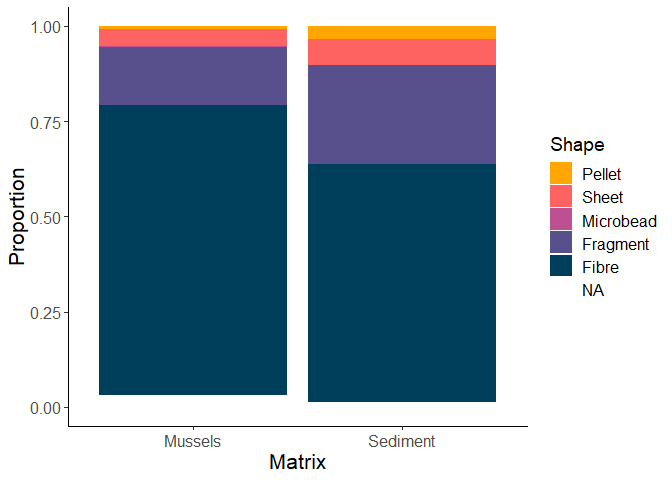 1.00
0.75
0.50
0.25
0.00
Proportion
Mussels
Sediment
Matrix
Shape
Pellet
Sheet
Microbead
Fragment
Fibre
NA